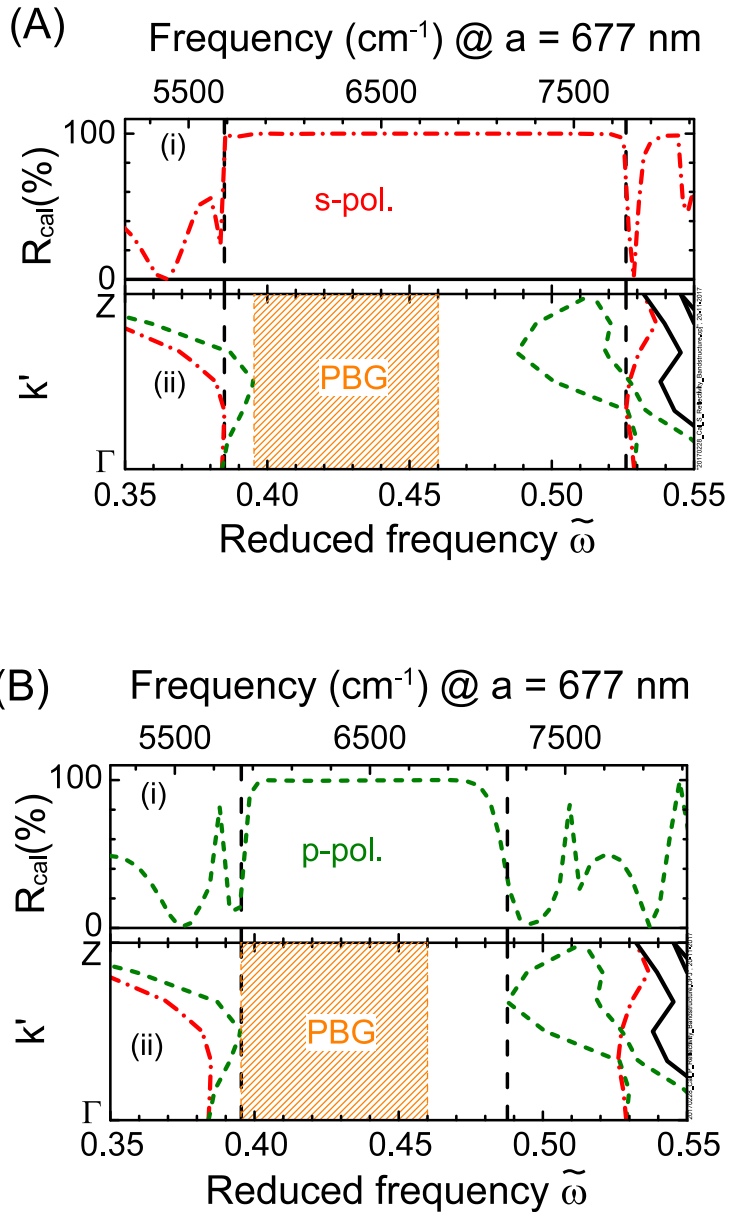 (A)
Frequency (cm⁻¹) @ a = 677 nm
5500 6500 7500
100
(i)
R_cal(%)
s-pol.
0
Z
PBG
(ii)
k'
Γ
0.35 0.40 0.45 0.50 0.55
Reduced frequency ω̃
(B)
Frequency (cm⁻¹) @ a = 677 nm
5500 6500 7500
100
(i)
R_cal(%)
p-pol.
0
Z
PBG
(ii)
k'
Γ
0.35 0.40 0.45 0.50 0.55
Reduced frequency ω̃